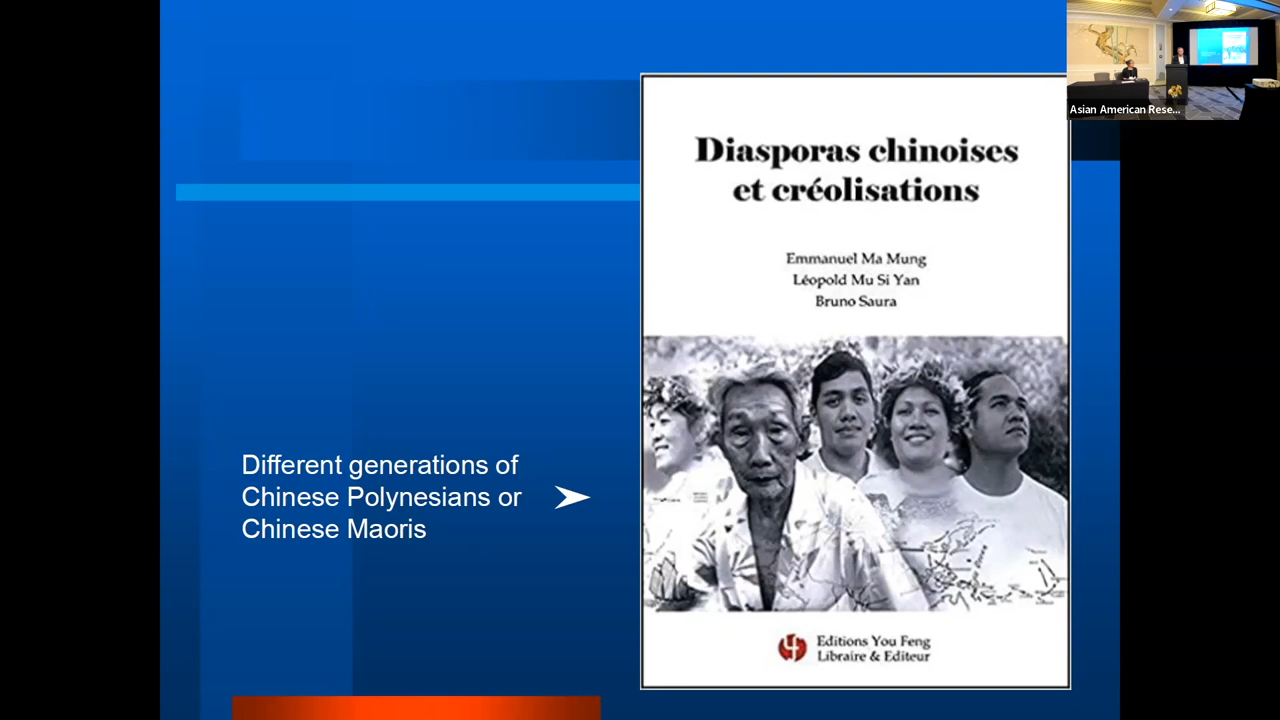 Asian American Rese...
Diasporas chinoises
et créolisations
Emmanuel Ma Mung
Léopold Mu Si Yan
Bruno Saura
Different generations of
Chinese Polynesians or
Chinese Maoris
Editions You Feng
Libraire & Editeur